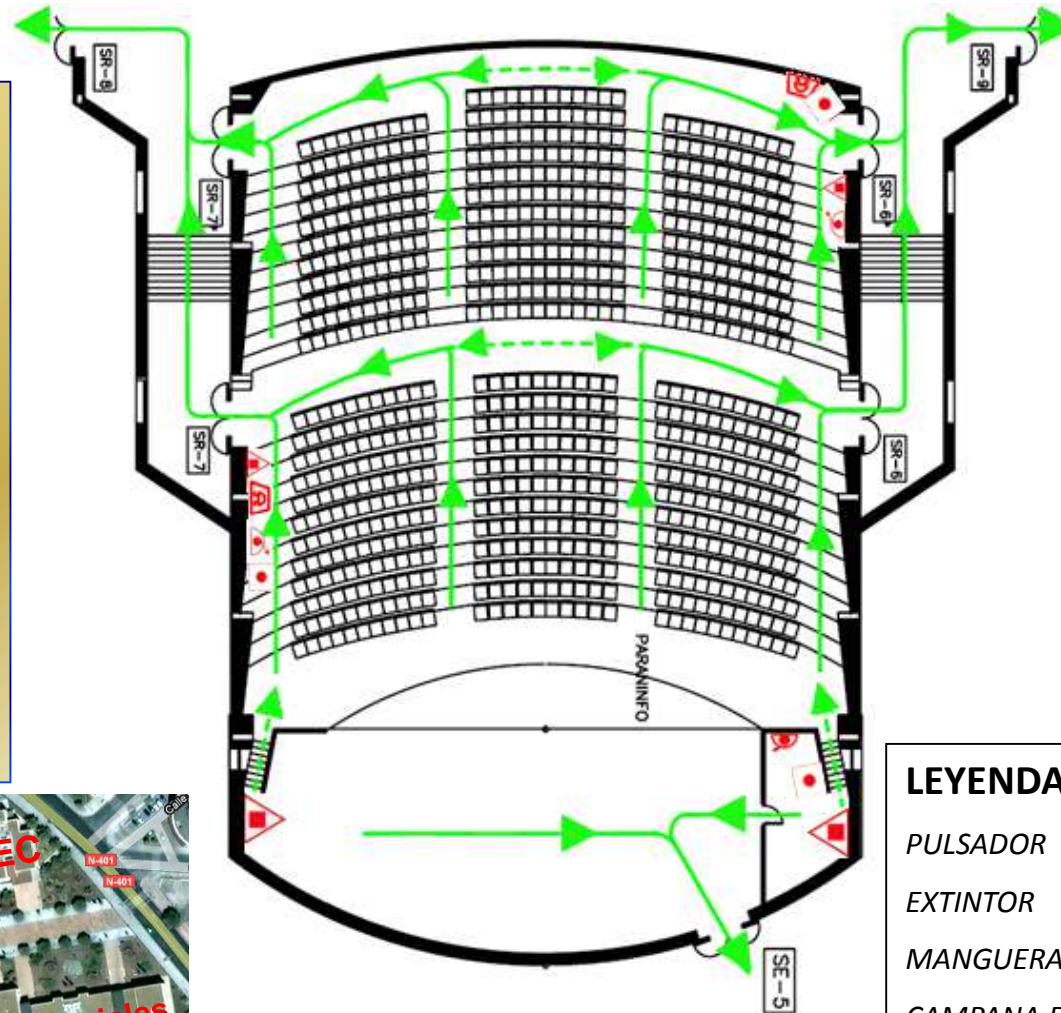 SR-8
SR-9
SR-7
SR-6
SR-7
SR-6
PARANINFO
SE-5
LEYENDA
PULSADOR
EXTINTOR
MANGUERA
N-401
N-401
Calle